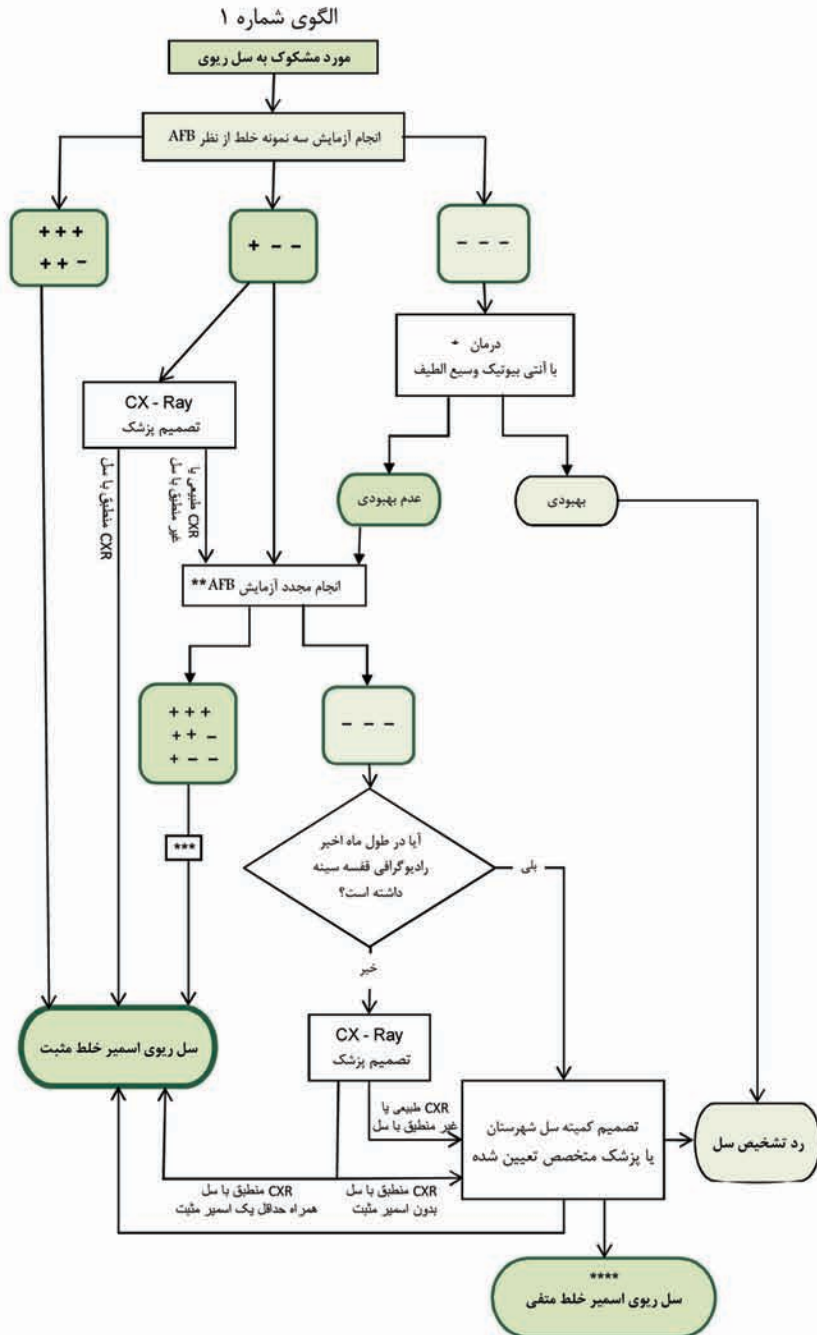 الگوی شماره ۱
مورد مشکوک به سل ریوی
انجام آزمایش سه نمونه خلط از نظر AFB
+ + +
+ + −
+ − −
− − −
درمان *
با آنتی بیوتیک وسیع الطیف
CX - Ray
تصمیم پزشک
CXR منطبق با سل
CXR طبیعی یا
غیر منطبق با سل
عدم بهبودی
بهبودی
انجام مجدد آزمایش AFB **
+ + +
+ + −
+ − −
− − −
***
آیا در طول ماه اخیر
رادیوگرافی قفسه سینه
داشته است؟
بلی
خیر
CX - Ray
تصمیم پزشک
سل ریوی اسمیر خلط مثبت
CXR طبیعی یا
غیر منطبق با سل
تصمیم کمیته سل شهرستان
یا پزشک متخصص تعیین شده
رد تشخیص سل
CXR منطبق با سل
همراه حداقل یک اسمیر مثبت
CXR منطبق با سل
بدون اسمیر مثبت
****
سل ریوی اسمیر خلط منفی